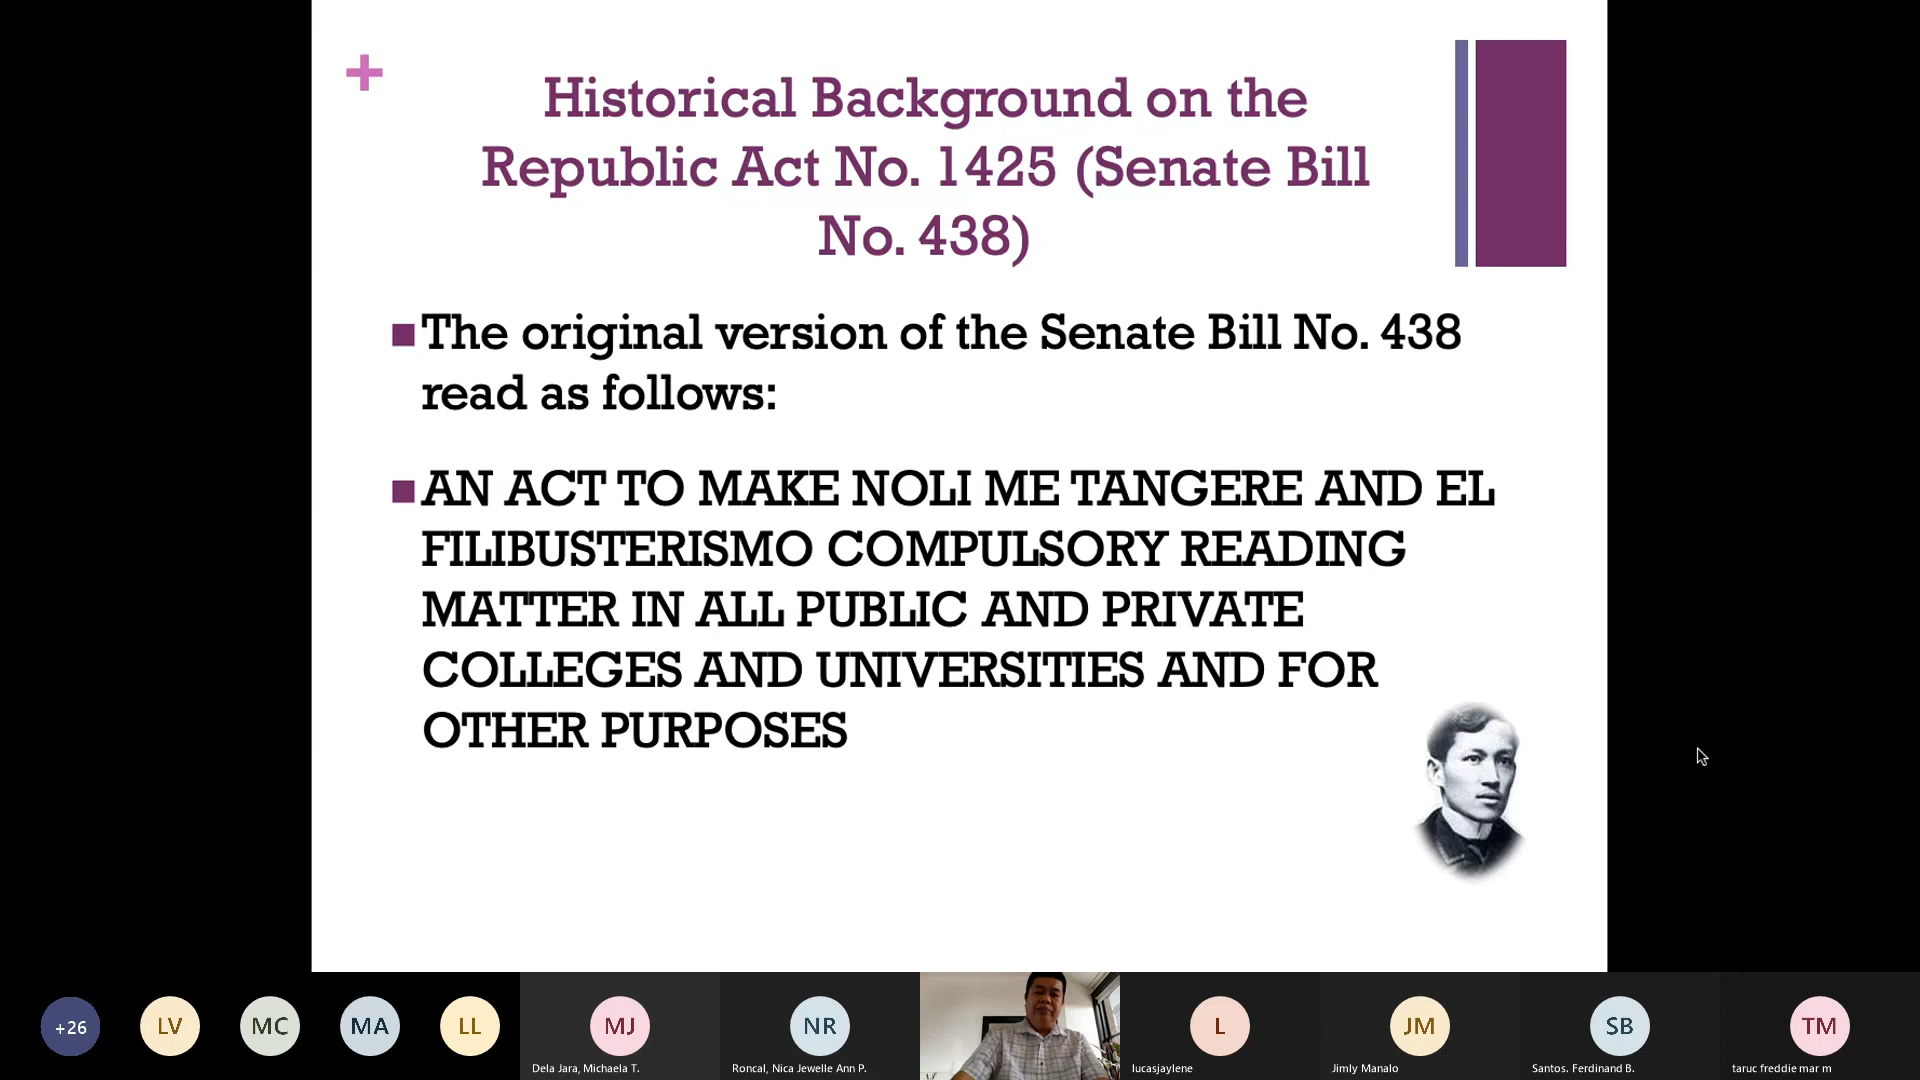 Historical Background on the
Republic Act No. 1425 (Senate Bill
No. 438)
The original version of the Senate Bill No. 438
read as follows:
AN ACT TO MAKE NOLI ME TANGERE AND EL
FILIBUSTERISMO COMPULSORY READING
MATTER IN ALL PUBLIC AND PRIVATE
COLLEGES AND UNIVERSITIES AND FOR
OTHER PURPOSES
+26
LV
MC
MA
LL
MJ
Dela Jara, Michaela T.
NR
Roncal, Nica Jewelle Ann P.
L
lucasjaylene
JM
Jimly Manalo
SB
Santos. Ferdinand B.
TM
taruc freddie mar m